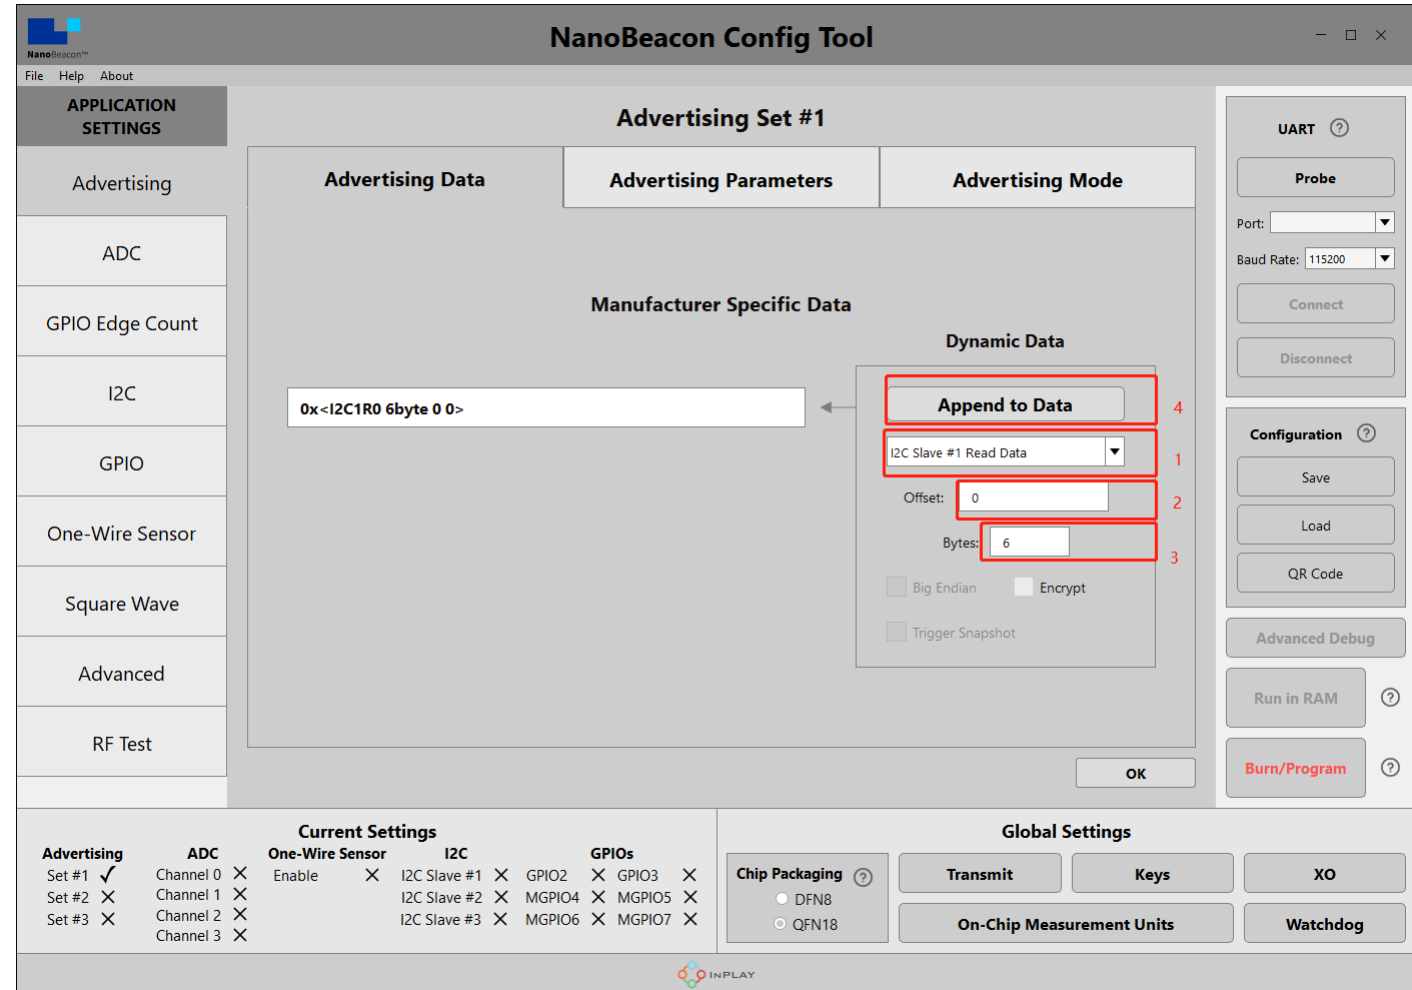 NanoBeacon™
NanoBeacon Config Tool
File Help About
APPLICATION
SETTINGS
Advertising
ADC
GPIO Edge Count
I2C
GPIO
One-Wire Sensor
Square Wave
Advanced
RF Test
Advertising Set #1
Advertising Data Advertising Parameters Advertising Mode
Manufacturer Specific Data
Dynamic Data
0x<I2C1R0 6byte 0 0>
Append to Data 4
I2C Slave #1 Read Data 1
Offset: 0 2
Bytes: 6 3
Big Endian Encrypt
Trigger Snapshot
OK
UART ?
Probe
Port:
Baud Rate: 115200
Connect
Disconnect
Configuration ?
Save
Load
QR Code
Advanced Debug
Run in RAM ?
Burn/Program ?
Current Settings
Advertising ADC One-Wire Sensor I2C GPIOs
Set #1 Channel 0 Enable I2C Slave #1 GPIO2 GPIO3
Set #2 Channel 1 I2C Slave #2 MGPIO4 MGPIO5
Set #3 Channel 2 I2C Slave #3 MGPIO6 MGPIO7
Channel 3
Global Settings
Chip Packaging ?
DFN8
QFN18
Transmit Keys XO
On-Chip Measurement Units Watchdog
INPLAY